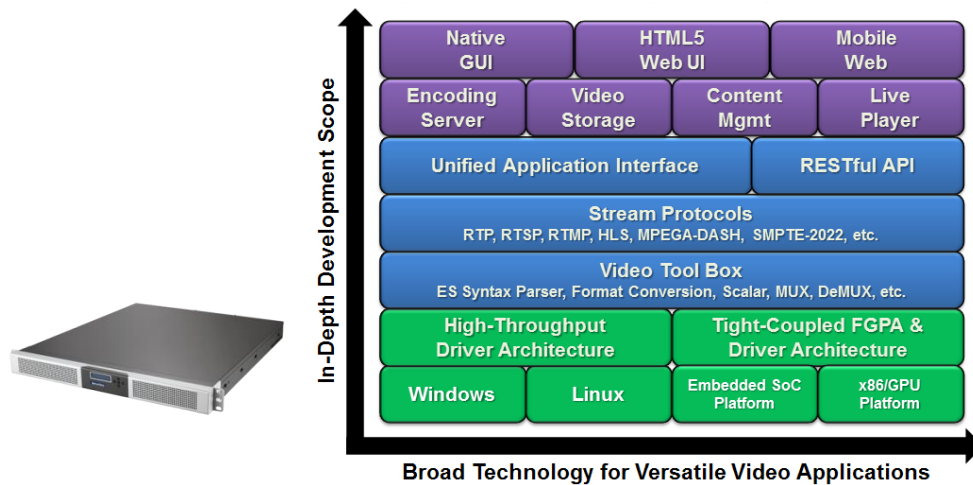 Native
GUI
HTML5
Web UI
Mobile
Web
Encoding
Server
Video
Storage
Content
Mgmt
Live
Player
Unified Application Interface
RESTful API
Stream Protocols
RTP, RTSP, RTMP, HLS, MPEGA-DASH, SMPTE-2022, etc.
Video Tool Box
ES Syntax Parser, Format Conversion, Scalar, MUX, DeMUX, etc.
High-Throughput
Driver Architecture
Tight-Coupled FGPA &
Driver Architecture
Windows
Linux
Embedded SoC
Platform
x86/GPU
Platform
In-Depth Development Scope
Broad Technology for Versatile Video Applications